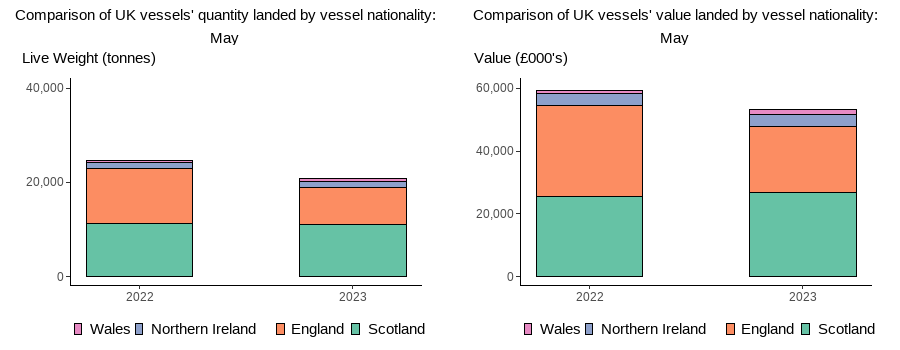 Comparison of UK vessels' quantity landed by vessel nationality:
May
Live Weight (tonnes)
40,000
20,000
0
2022
2023
Wales
Northern Ireland
England
Scotland
Comparison of UK vessels' value landed by vessel nationality:
May
Value (£000's)
60,000
40,000
20,000
0
2022
2023
Wales
Northern Ireland
England
Scotland